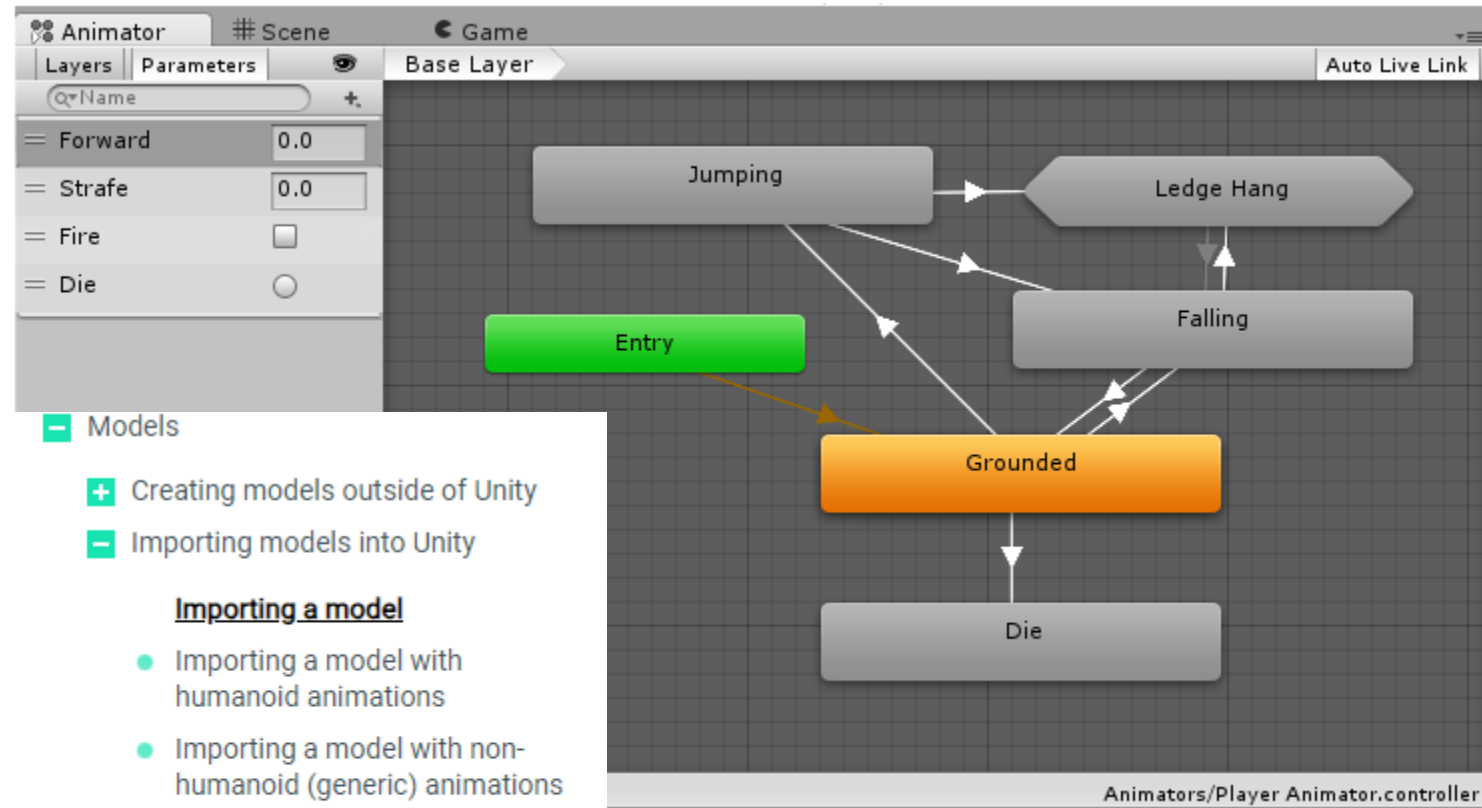 Animator
Scene
Game
Layers
Parameters
Base Layer
Auto Live Link
Name
Forward 0.0
Strafe 0.0
Fire
Die
Jumping
Ledge Hang
Falling
Entry
Grounded
Die
Animators/Player Animator.controller
Models
Creating models outside of Unity
Importing models into Unity
Importing a model
Importing a model with
humanoid animations
Importing a model with non-
humanoid (generic) animations